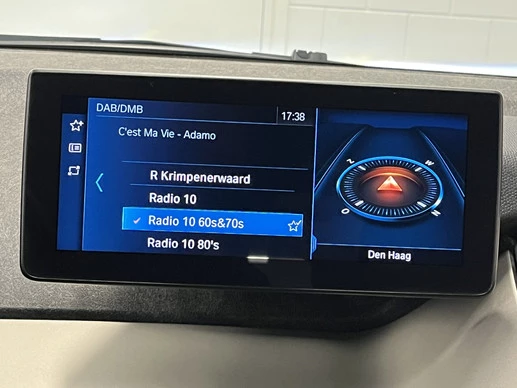 DAB/DMB
17:38
C'est Ma Vie - Adamo
R Krimpenerwaard
Radio 10
Radio 10 60s&70s
Radio 10 80's
Z
W
O
N
Den Haag